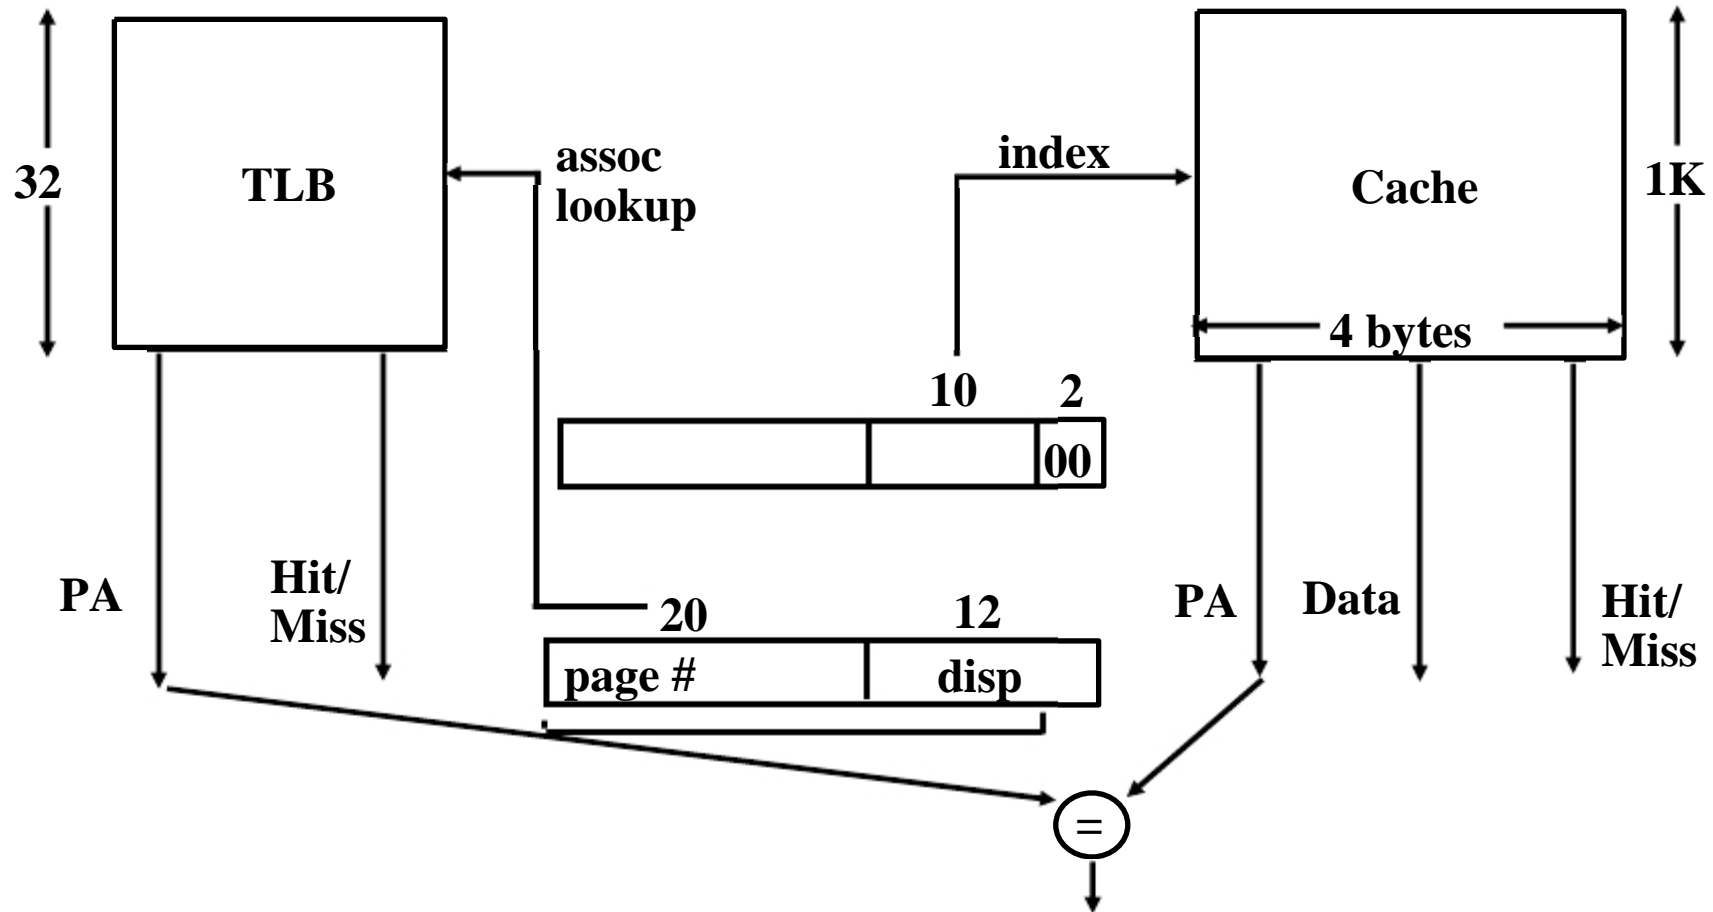 32
TLB
assoc
lookup
index
Cache
1K
4 bytes
10
2
00
PA
Hit/
Miss
20
12
page #
disp
PA
Data
Hit/
Miss
=